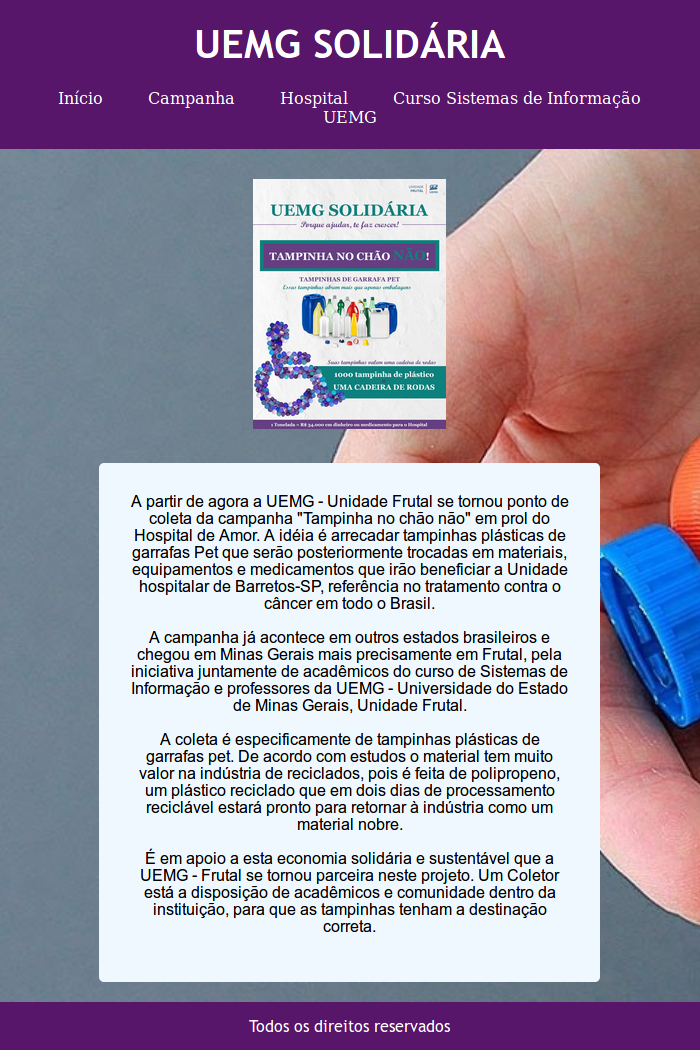 UEMG SOLIDÁRIA
Início Campanha Hospital Curso Sistemas de Informação
UEMG
UNIDADE
FRUTAL
UEMG SOLIDÁRIA
Porque ajudar, te faz crescer!
TAMPINHA NO CHÃO NÃO!
TAMPINHAS DE GARRAFA PET
Essas tampinhas abrem mais que apenas embalagens
Suas tampinhas valem uma cadeira de rodas
1000 tampinha de plástico
UMA CADEIRA DE RODAS
1 Tonelada = R$ 34.000 em dinheiro ou medicamento para o Hospital
A partir de agora a UEMG - Unidade Frutal se tornou ponto de
coleta da campanha "Tampinha no chão não" em prol do
Hospital de Amor. A idéia é arrecadar tampinhas plásticas de
garrafas Pet que serão posteriormente trocadas em materiais,
equipamentos e medicamentos que irão beneficiar a Unidade
hospitalar de Barretos-SP, referência no tratamento contra o
câncer em todo o Brasil.
A campanha já acontece em outros estados brasileiros e
chegou em Minas Gerais mais precisamente em Frutal, pela
iniciativa juntamente de acadêmicos do curso de Sistemas de
Informação e professores da UEMG - Universidade do Estado
de Minas Gerais, Unidade Frutal.
A coleta é especificamente de tampinhas plásticas de
garrafas pet. De acordo com estudos o material tem muito
valor na indústria de reciclados, pois é feita de polipropeno,
um plástico reciclado que em dois dias de processamento
reciclável estará pronto para retornar à indústria como um
material nobre.
É em apoio a esta economia solidária e sustentável que a
UEMG - Frutal se tornou parceira neste projeto. Um Coletor
está a disposição de acadêmicos e comunidade dentro da
instituição, para que as tampinhas tenham a destinação
correta.
Todos os direitos reservados